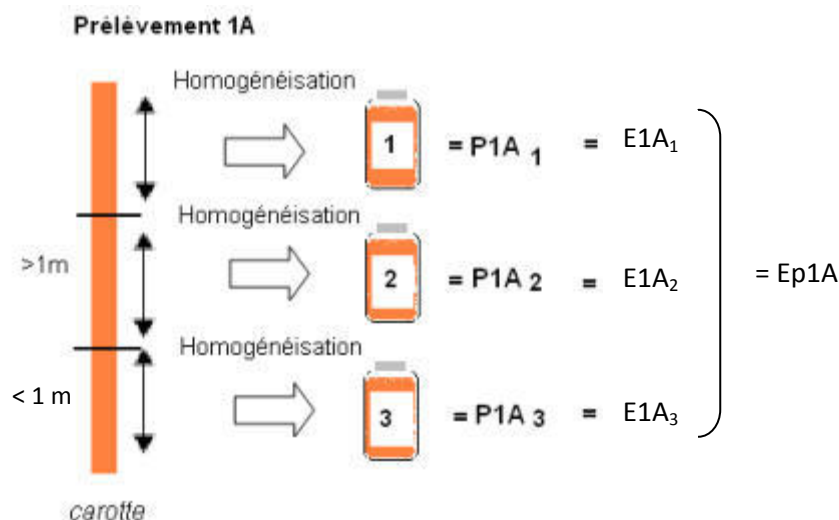 Prélèvement 1A
Homogénéisation
1 = P1A 1 = E1A1
Homogénéisation
>1m
2 = P1A 2 = E1A2 = Ep1A
Homogénéisation
< 1 m
3 = P1A 3 = E1A3
carotte